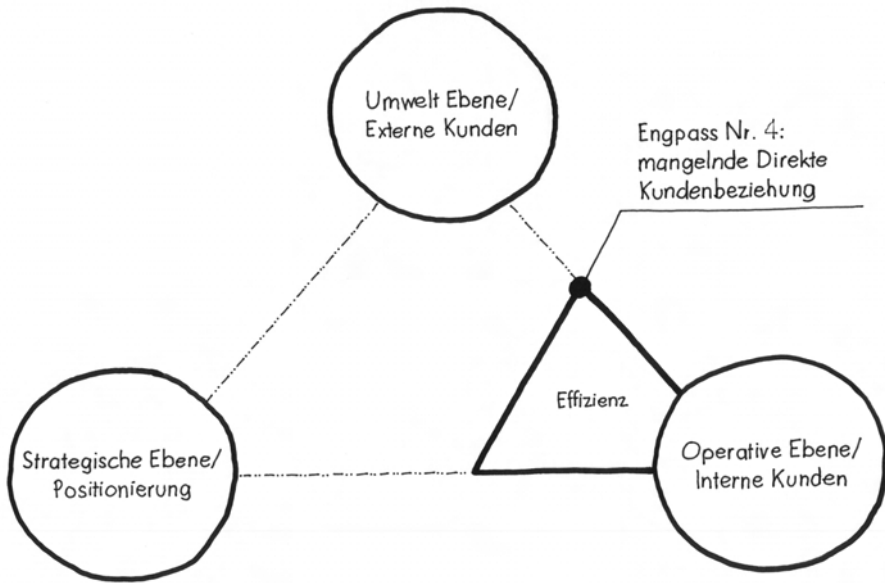 Umwelt Ebene/
Externe Kunden
Engpass Nr. 4:
mangelnde Direkte
Kundenbeziehung
Effizienz
Strategische Ebene/
Positionierung
Operative Ebene/
Interne Kunden